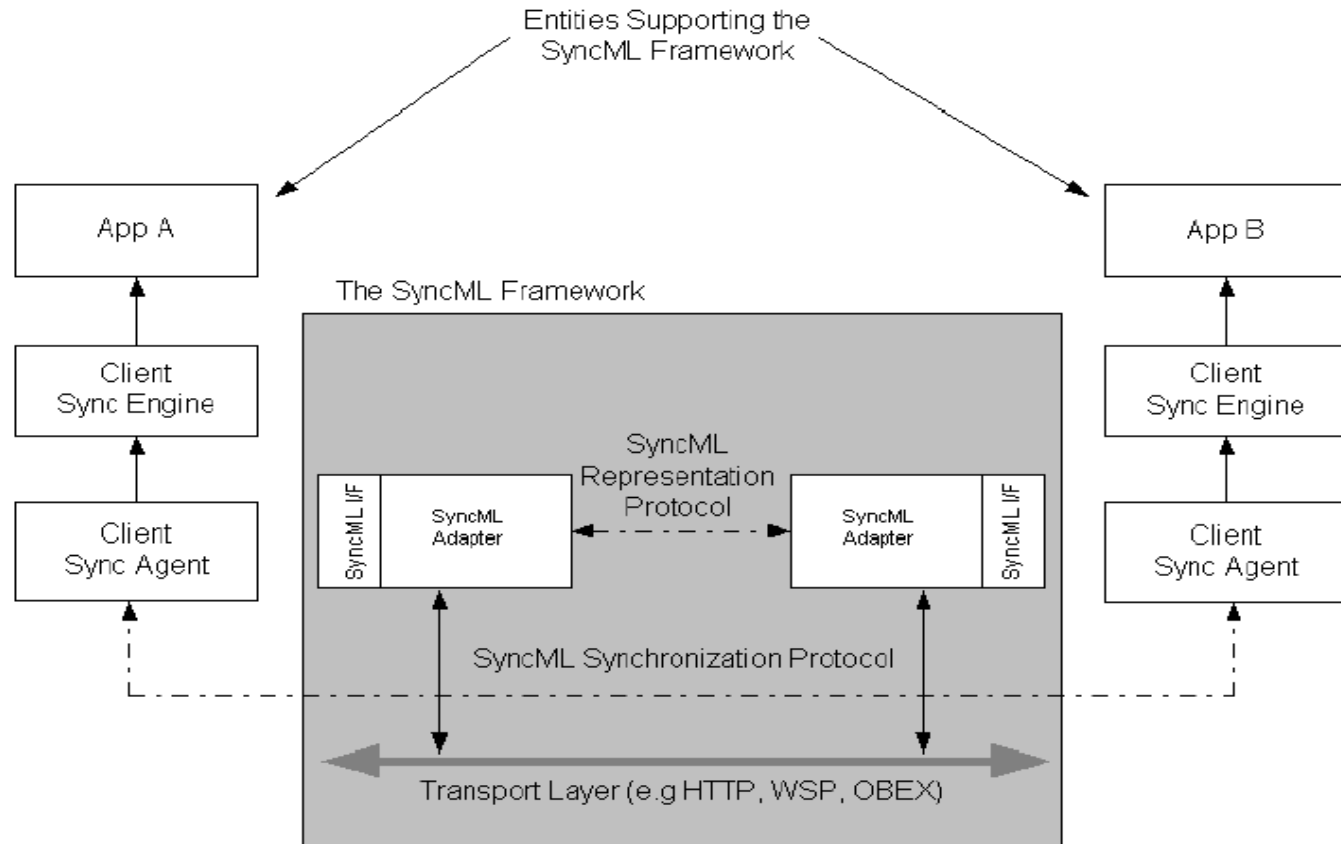 Entities Supporting the
SyncML Framework
App A
App B
The SyncML Framework
Client
Sync Engine
Client
Sync Engine
SyncML
Representation
Protocol
Client
Sync Agent
SyncML I/F
SyncML
Adapter
SyncML
Adapter
SyncML I/F
Client
Sync Agent
SyncML Synchronization Protocol
Transport Layer (e.g HTTP, WSP, OBEX)